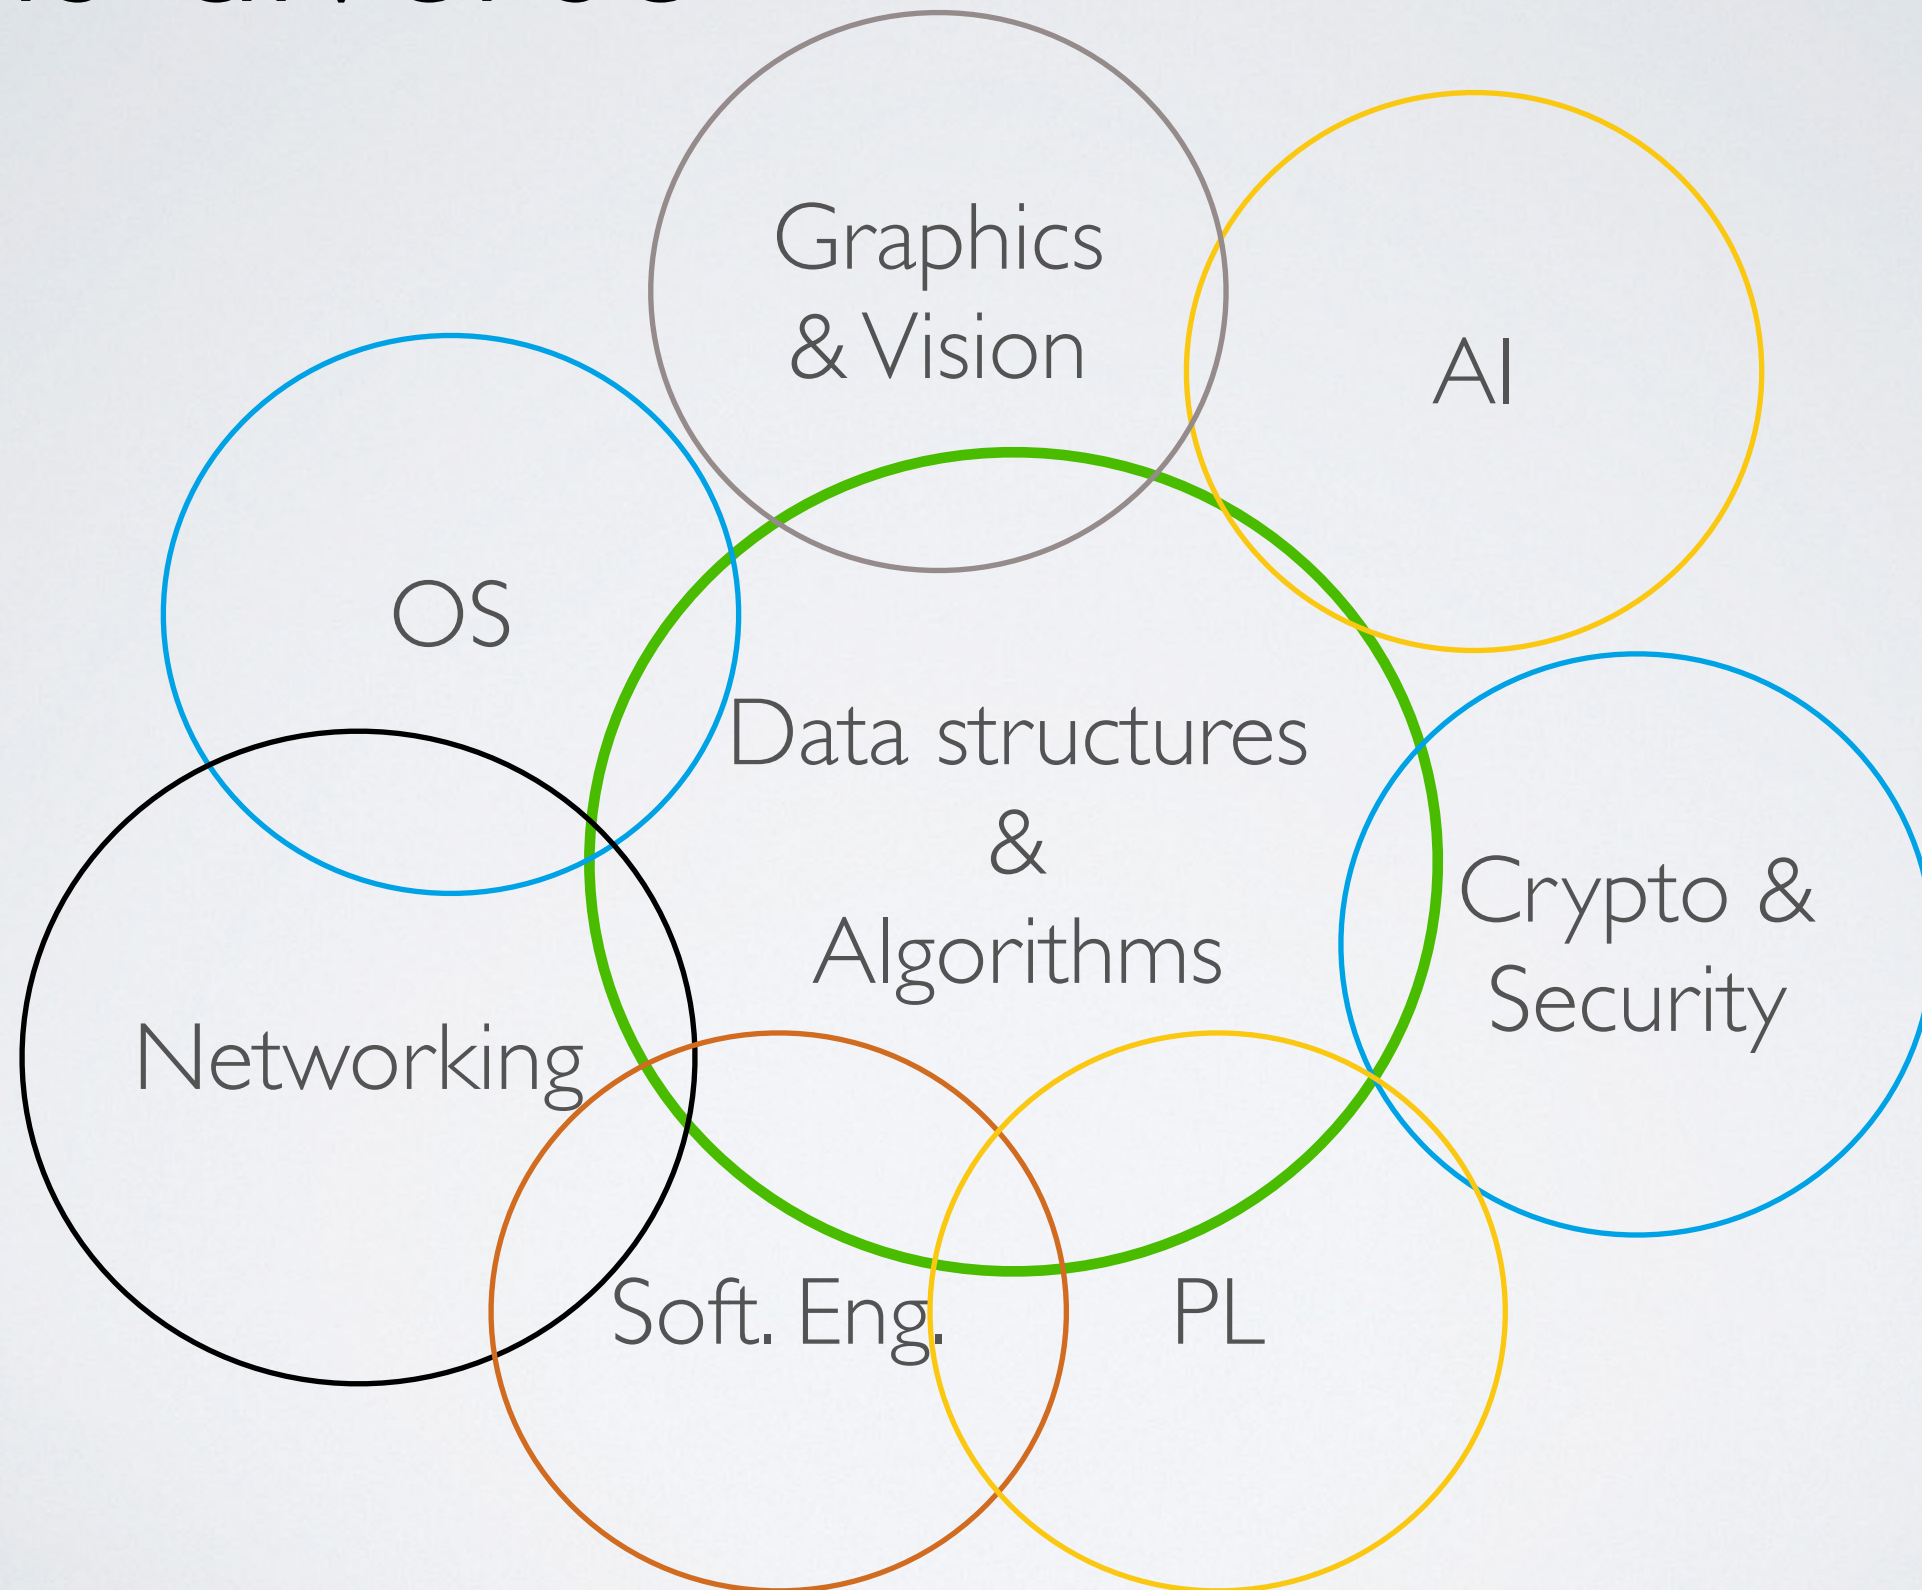 Graphics
& Vision
AI
OS
Data structures
&
Algorithms
Crypto &
Security
Networking
Soft. Eng.
PL